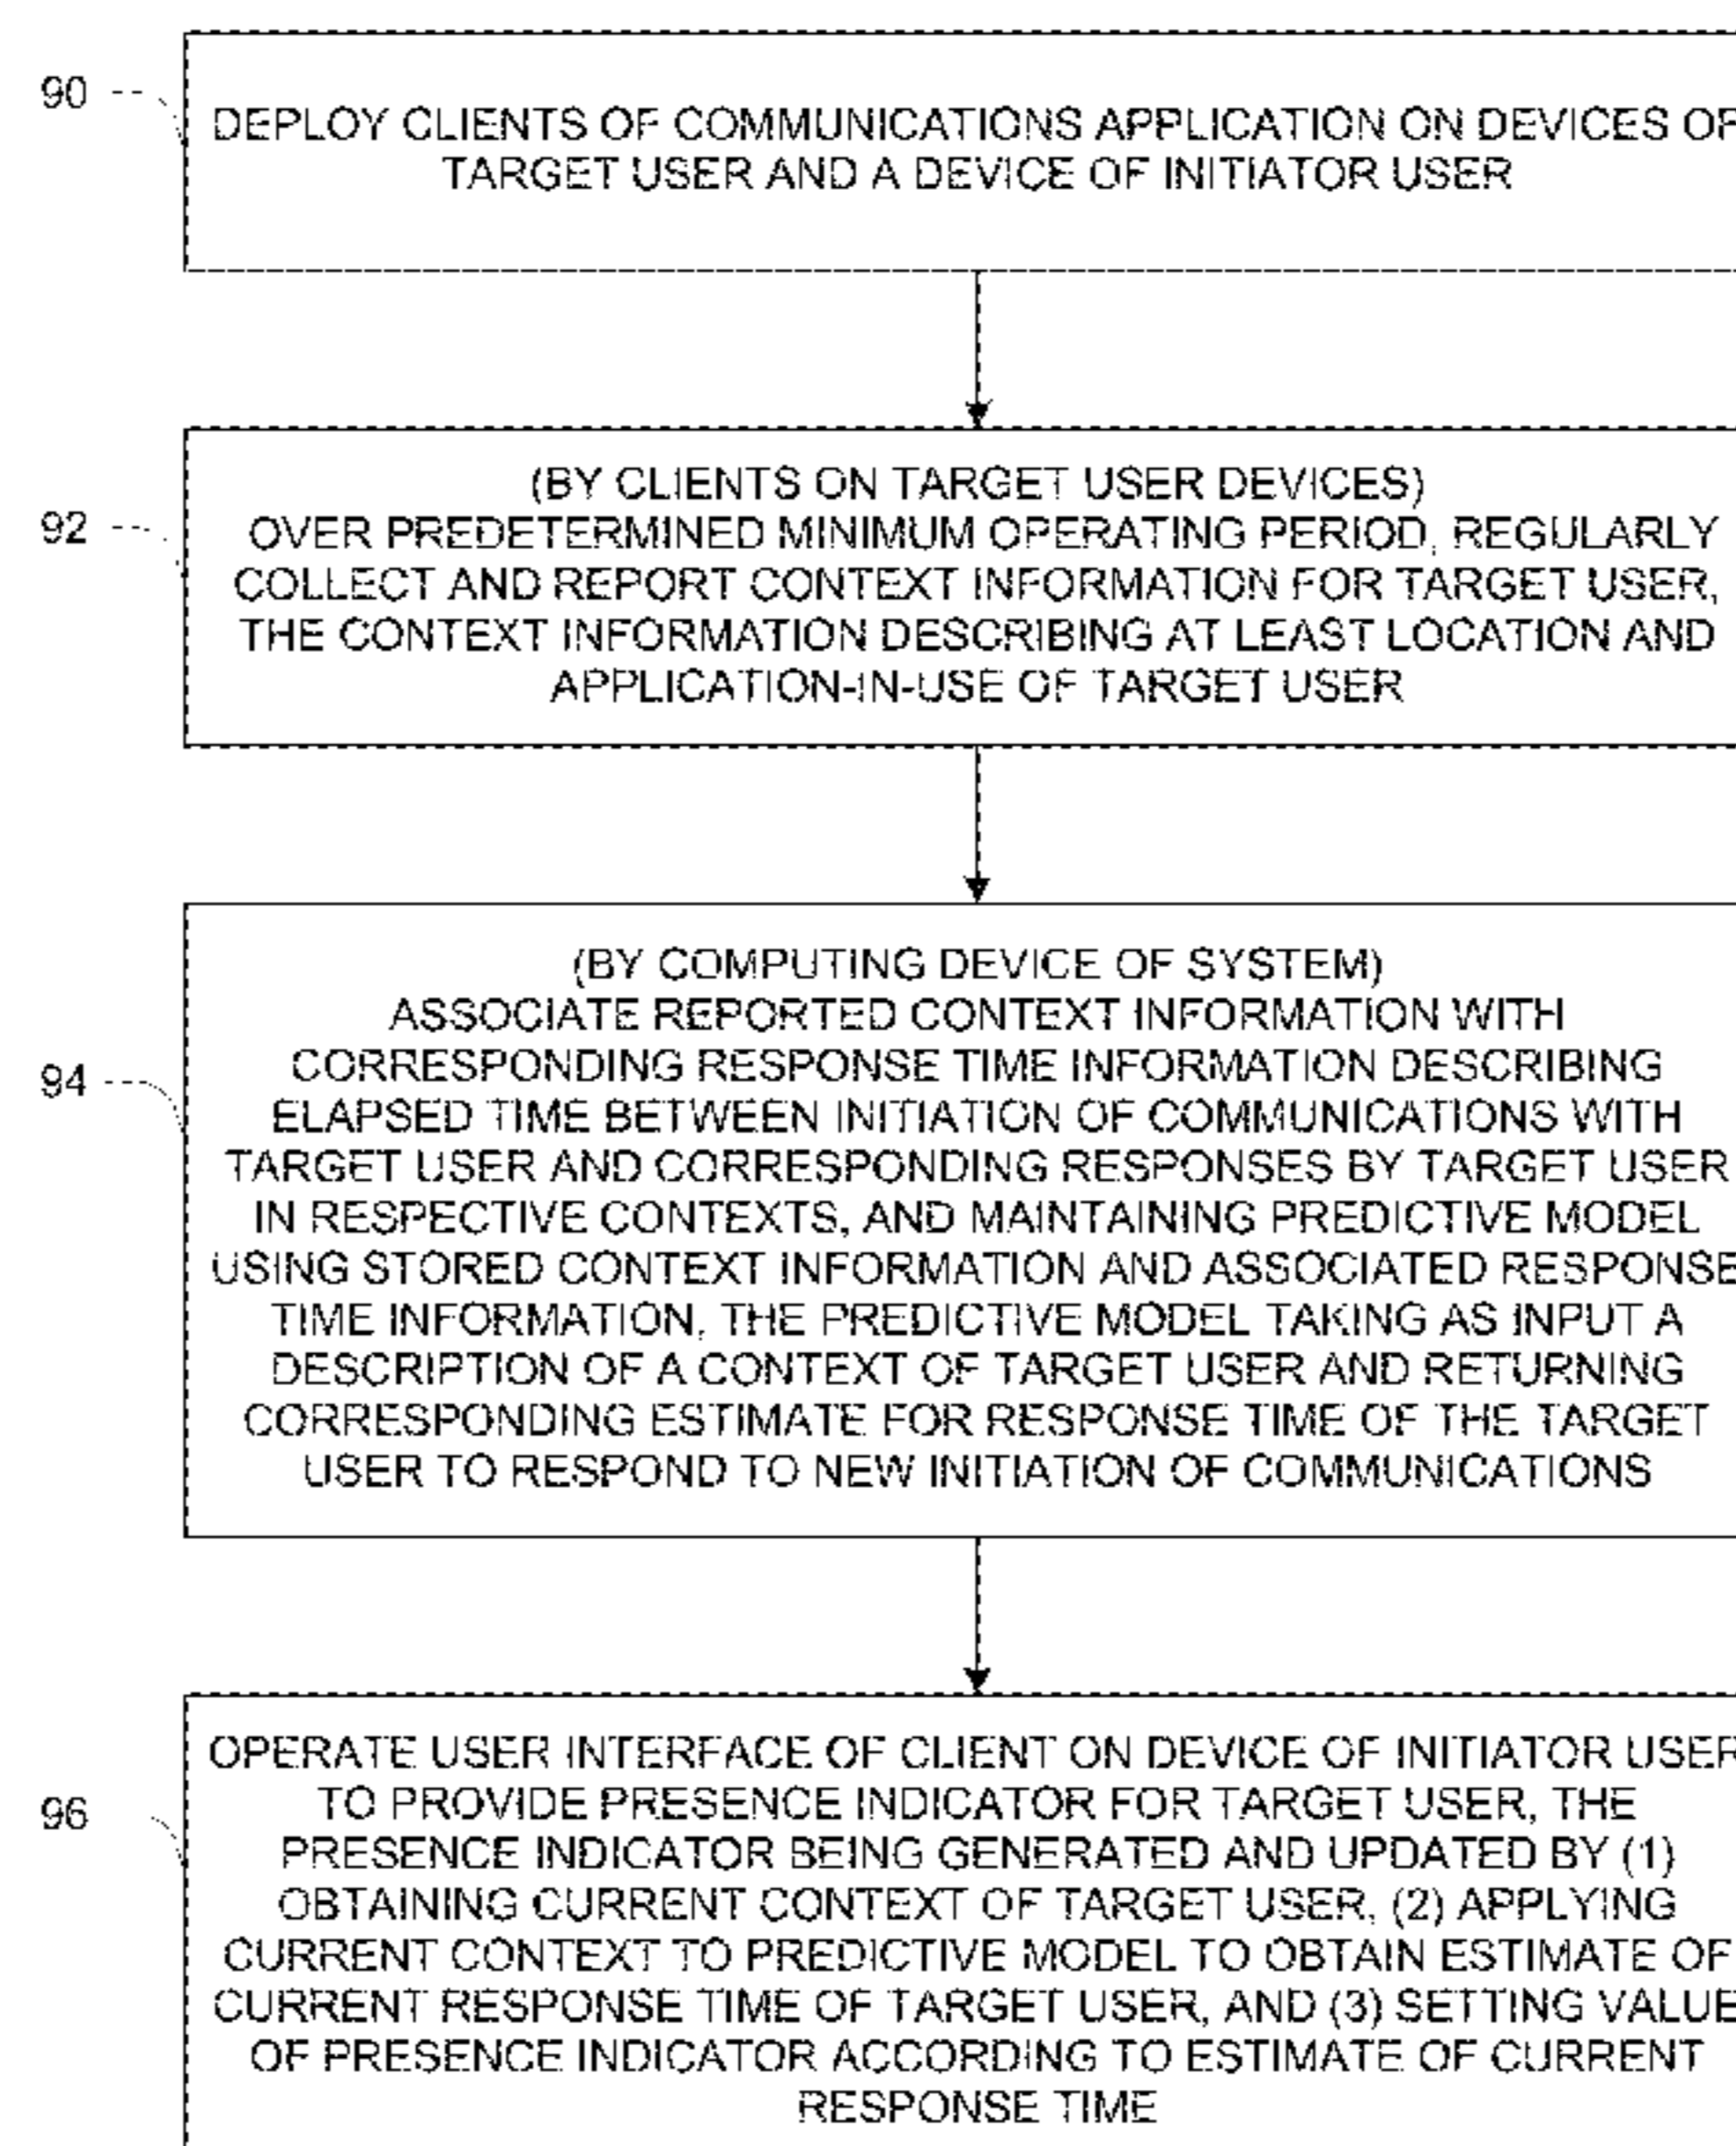 90
DEPLOY CLIENTS OF COMMUNICATIONS APPLICATION ON DEVICES OF
TARGET USER AND A DEVICE OF INITIATOR USER
92
(BY CLIENTS ON TARGET USER DEVICES)
OVER PREDETERMINED MINIMUM OPERATING PERIOD, REGULARLY
COLLECT AND REPORT CONTEXT INFORMATION FOR TARGET USER,
THE CONTEXT INFORMATION DESCRIBING AT LEAST LOCATION AND
APPLICATION-IN-USE OF TARGET USER
94
(BY COMPUTING DEVICE OF SYSTEM)
ASSOCIATE REPORTED CONTEXT INFORMATION WITH
CORRESPONDING RESPONSE TIME INFORMATION DESCRIBING
ELAPSED TIME BETWEEN INITIATION OF COMMUNICATIONS WITH
TARGET USER AND CORRESPONDING RESPONSES BY TARGET USER
IN RESPECTIVE CONTEXTS, AND MAINTAINING PREDICTIVE MODEL
USING STORED CONTEXT INFORMATION AND ASSOCIATED RESPONSE
TIME INFORMATION, THE PREDICTIVE MODEL TAKING AS INPUT A
DESCRIPTION OF A CONTEXT OF TARGET USER AND RETURNING
CORRESPONDING ESTIMATE FOR RESPONSE TIME OF THE TARGET
USER TO RESPOND TO NEW INITIATION OF COMMUNICATIONS
96
OPERATE USER INTERFACE OF CLIENT ON DEVICE OF INITIATOR USER
TO PROVIDE PRESENCE INDICATOR FOR TARGET USER, THE
PRESENCE INDICATOR BEING GENERATED AND UPDATED BY (1)
OBTAINING CURRENT CONTEXT OF TARGET USER, (2) APPLYING
CURRENT CONTEXT TO PREDICTIVE MODEL TO OBTAIN ESTIMATE OF
CURRENT RESPONSE TIME OF TARGET USER, AND (3) SETTING VALUE
OF PRESENCE INDICATOR ACCORDING TO ESTIMATE OF CURRENT
RESPONSE TIME